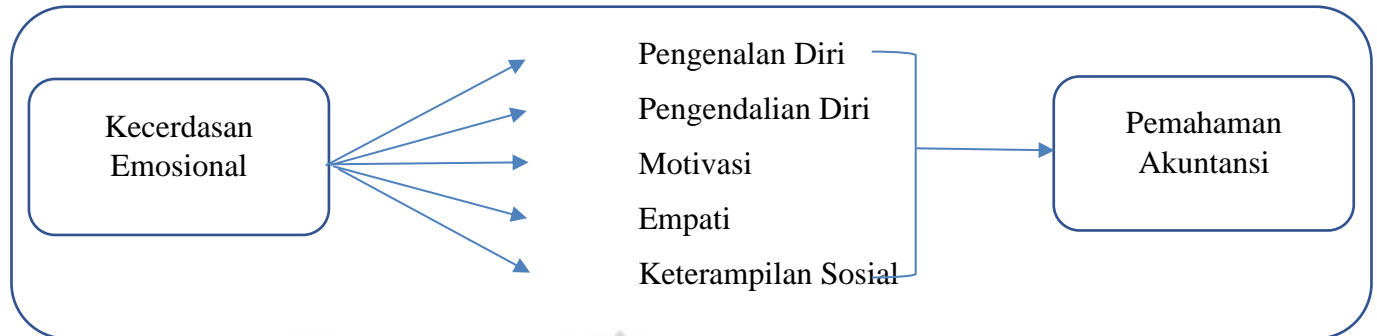 Kecerdasan
Emosional
Pengenalan Diri
Pengendalian Diri
Motivasi
Empati
Keterampilan Sosial
Pemahaman
Akuntansi